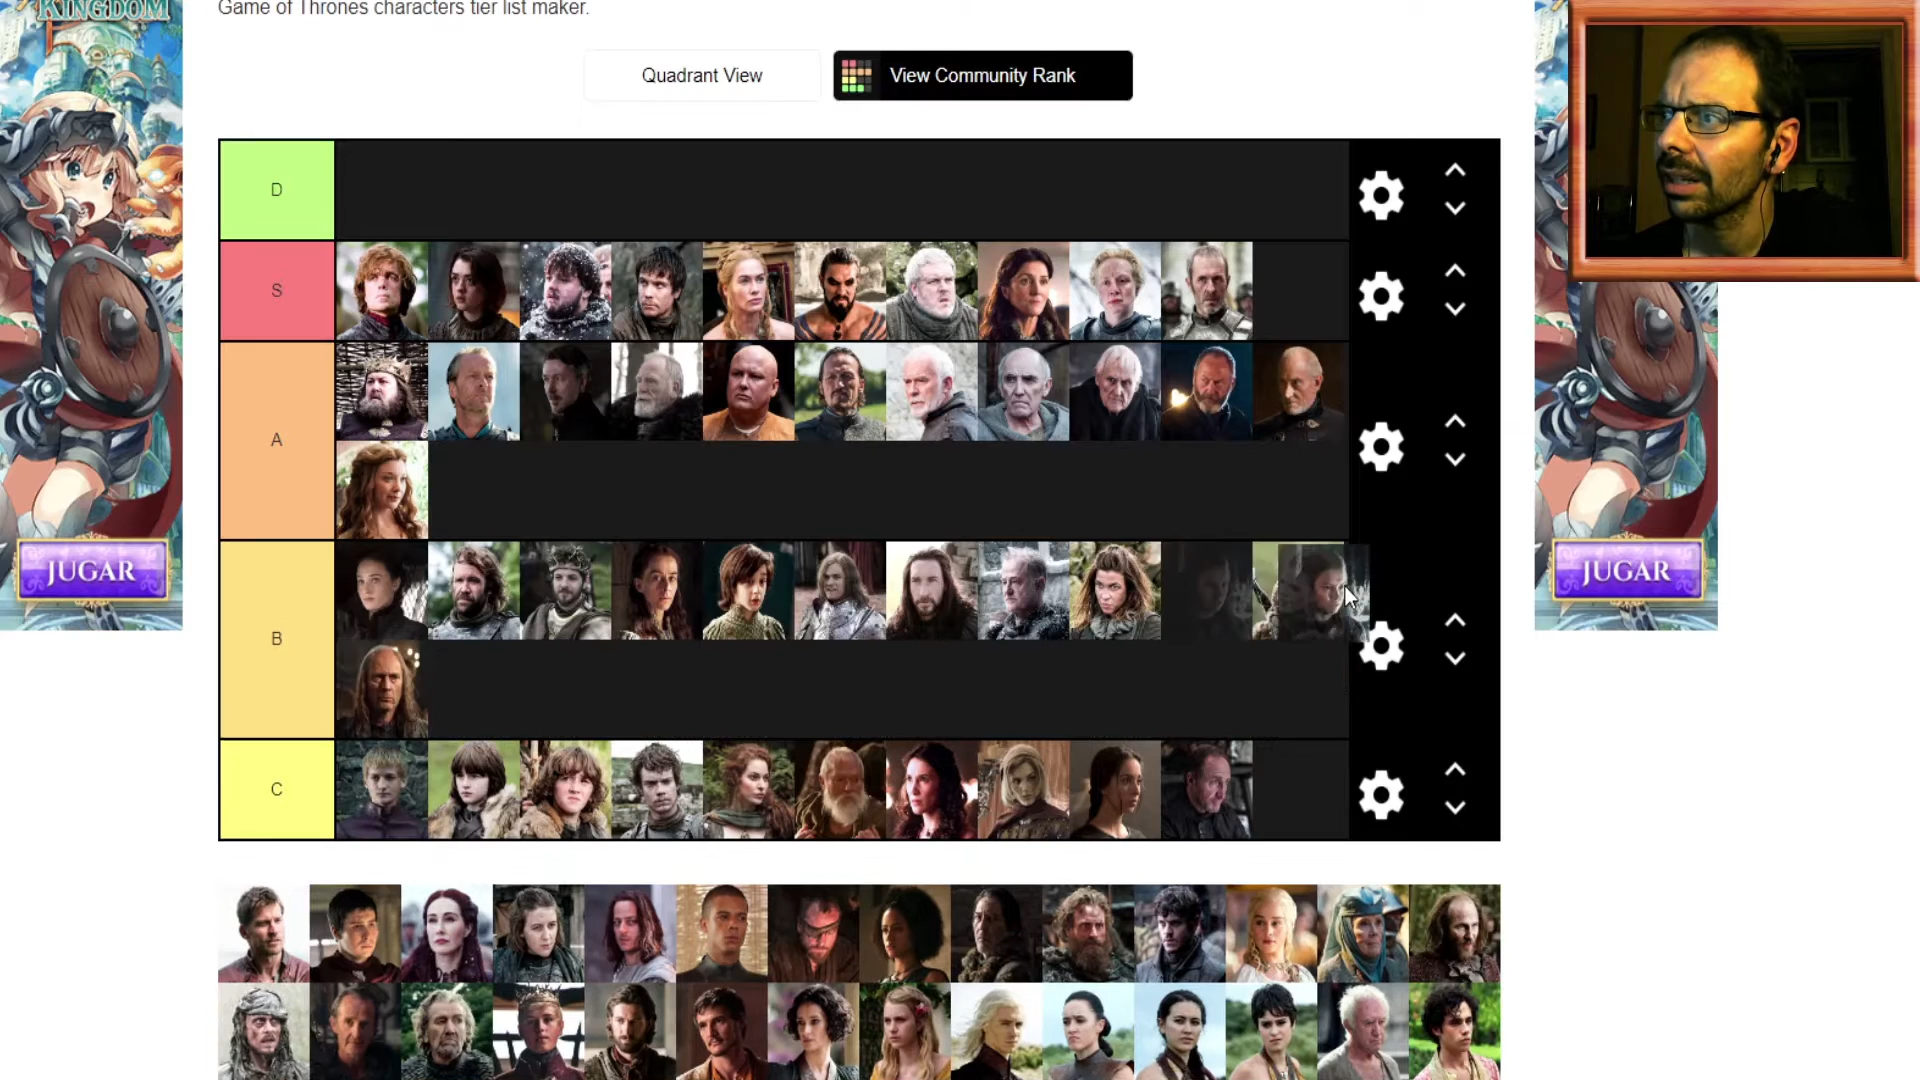 KINGDOM
Game of Thrones characters tier list maker.
Quadrant View
View Community Rank
D
S
A
B
C
JUGAR
JUGAR